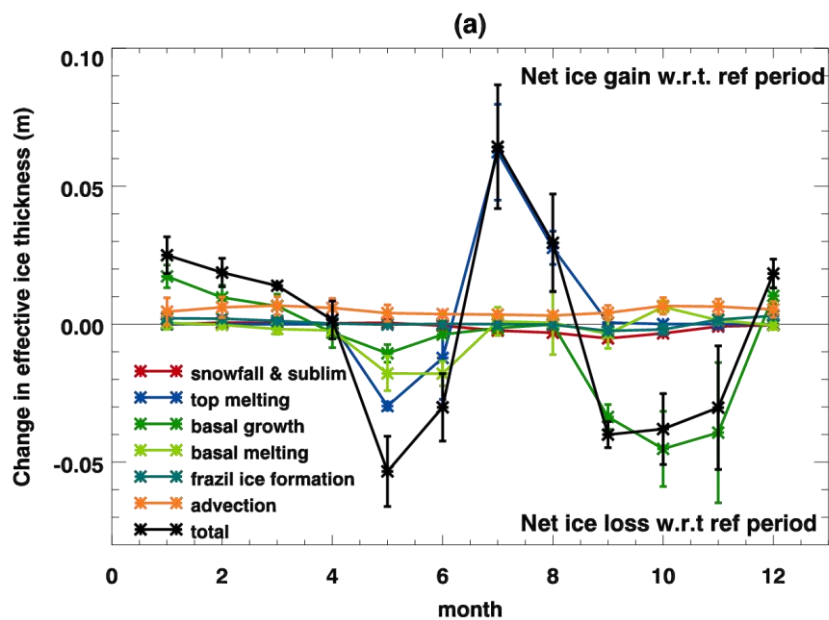 (a)
Change in effective ice thickness (m)
0.10
0.05
0.00
-0.05
Net ice gain w.r.t. ref period
snowfall & sublim
top melting
basal growth
basal melting
frazil ice formation
advection
total
Net ice loss w.r.t ref period
0 2 4 6 8 10 12
month